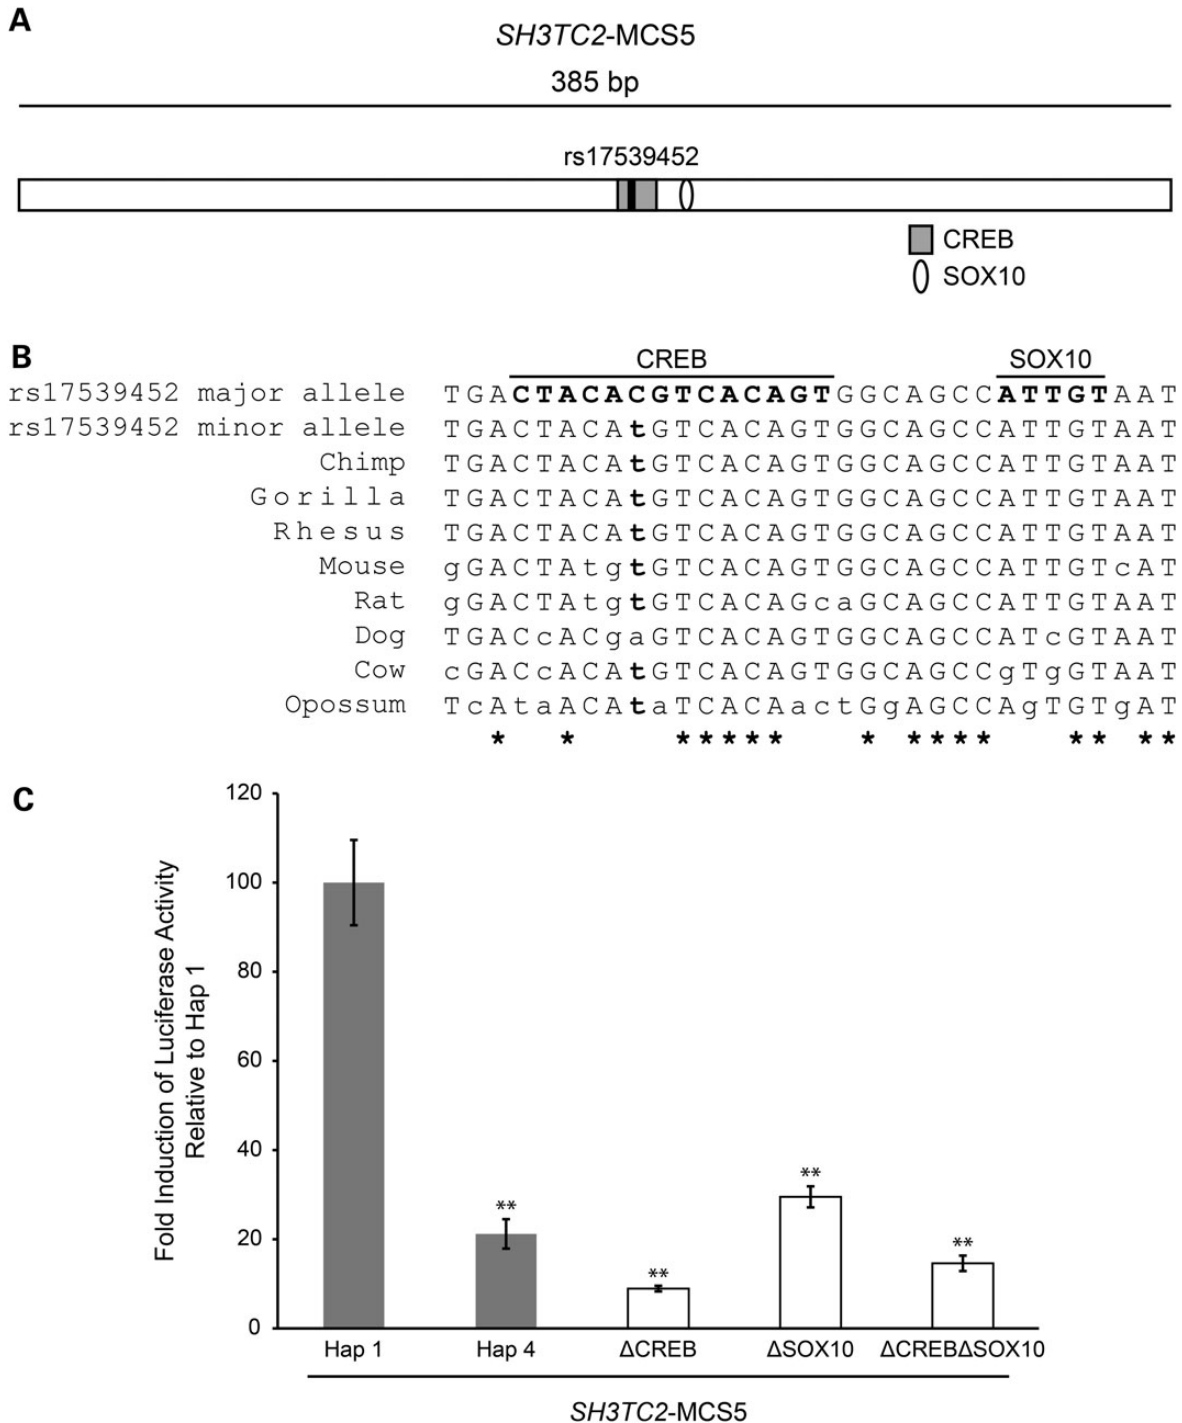 A
SH3TC2-MCS5
385 bp
rs17539452
CREB
SOX10
B
CREB SOX10
rs17539452 major allele TGACTACACGTCACAGTGGCAGCCATTGTAAT
rs17539452 minor allele TGACTACAtGTCACAGTGGCAGCCATTGTAAT
Chimp TGACTACAtGTCACAGTGGCAGCCATTGTAAT
Gorilla TGACTACAtGTCACAGTGGCAGCCATTGTAAT
Rhesus TGACTACAtGTCACAGTGGCAGCCATTGTAAT
Mouse gGACTAtgtGTCACAGTGGCAGCCATTGTcAT
Rat gGACTAtgtGTCACAGcaGCAGCCATTGTAAT
Dog TGACcACgaGTCACAGTGGCAGCCATcGTAAT
Cow cGACcACAtGTCACAGTGGCAGCCgTgGTAAT
Opossum TcAtaACAtaTCACAactGgAGCCAgTGTgAT
* * * * * * * * * * * * * * * *
C
120
100
80
60
40
20
0
Fold Induction of Luciferase Activity
Relative to Hap 1
**
**
**
**
Hap 1 Hap 4 ΔCREB ΔSOX10 ΔCREBΔSOX10
SH3TC2-MCS5